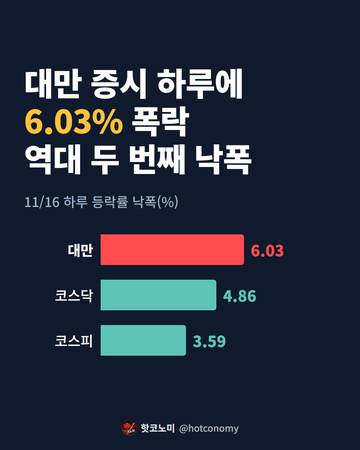 대만 증시 하루에
6.03% 폭락
역대 두 번째 낙폭
11/16 하루 등락률 낙폭(%)
대만 6.03
코스닥 4.86
코스피 3.59
핫코노미 @hotconomy